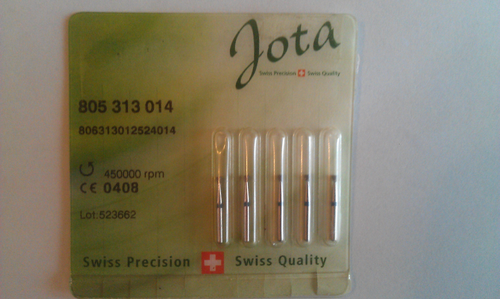 Jota
Swiss Precision Swiss Quality
805 313 014
806313012524014
450000 rpm
CE 0408
Lot: 523662
Swiss Precision Swiss Quality